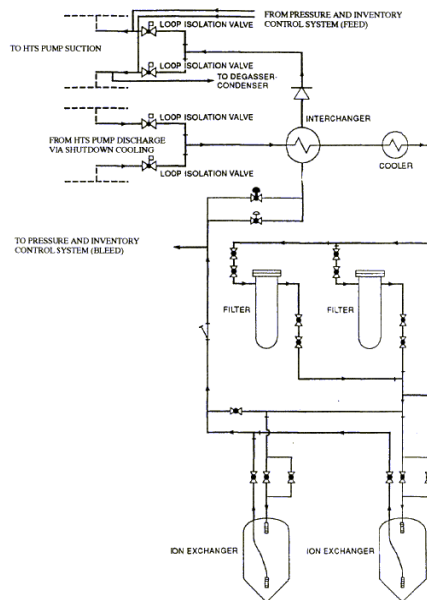 FROM PRESSURE AND INVENTORY
CONTROL SYSTEM (FEED)
LOOP ISOLATION VALVE
TO HTS PUMP SUCTION
LOOP ISOLATION VALVE
TO DEGASSER-
CONDENSER
LOOP ISOLATION VALVE
INTERCHANGER
FROM HTS PUMP DISCHARGE
VIA SHUTDOWN COOLING
LOOP ISOLATION VALVE
COOLER
TO PRESSURE AND INVENTORY
CONTROL SYSTEM (BLEED)
FILTER
FILTER
ION EXCHANGER
ION EXCHANGER